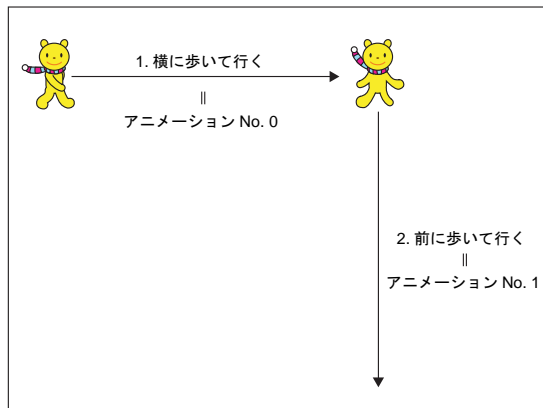 1. 横に歩いて行く
||
アニメーション No. 0
2. 前に歩いて行く
||
アニメーション No. 1